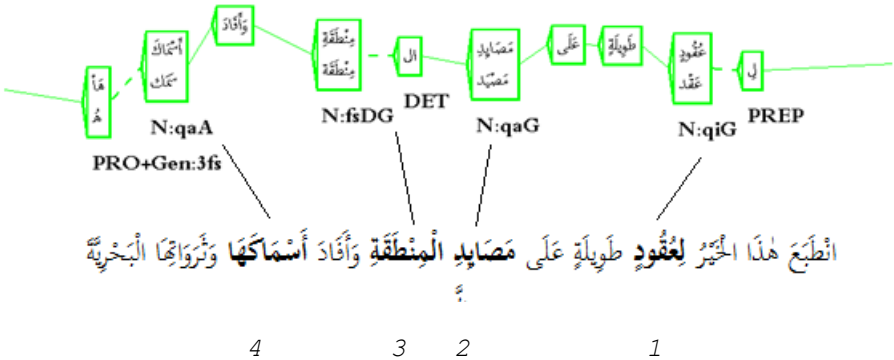 لِ
عُقُودٍ
عَقْد
طَوِيلَةٍ
عَلَى
مَصَايِدِ
مَصْيَد
ال
مِنْطَقَةِ
مِنْطَقَة
وَأَفَادَ
أَسْمَاكَ
سَمَك
هَاْ
هُ
PREP
N:qiG
N:qaG
DET
N:fsDG
N:qaA
PRO+Gen:3fs
انْطَبَعَ هٰذَا الْخَيْرُ لِعُقُودٍ طَوِيلَةٍ عَلَى مَصَايِدِ الْمِنْطَقَةِ وَأَفَادَ أَسْمَاكَهَا وَثَرَوَاتِهَا الْبَحْرِيَّةَ
4 3 2 1